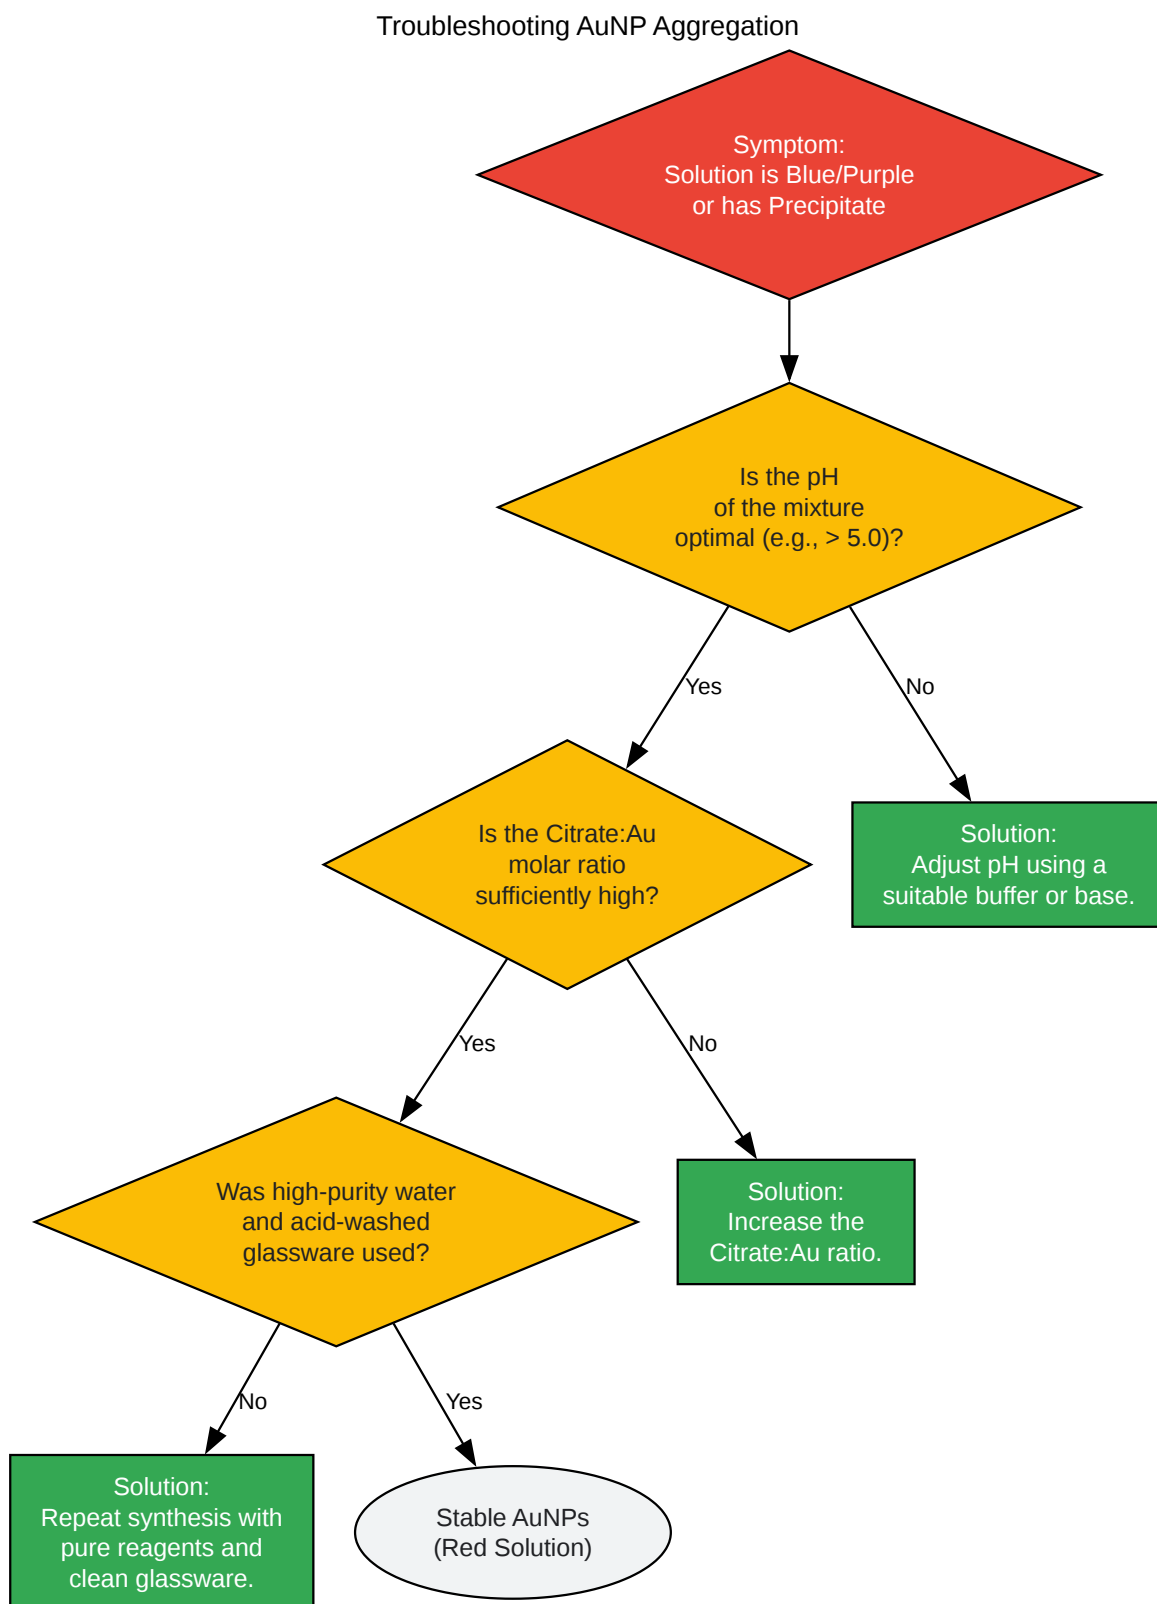 Troubleshooting AuNP Aggregation
Symptom:
Solution is Blue/Purple
or has Precipitate
Is the pH
of the mixture
optimal (e.g., > 5.0)?
Yes
No
Is the Citrate:Au
molar ratio
sufficiently high?
Solution:
Adjust pH using a
suitable buffer or base.
Yes
No
Was high-purity water
and acid-washed
glassware used?
Solution:
Increase the
Citrate:Au ratio.
No
Yes
Solution:
Repeat synthesis with
pure reagents and
clean glassware.
Stable AuNPs
(Red Solution)